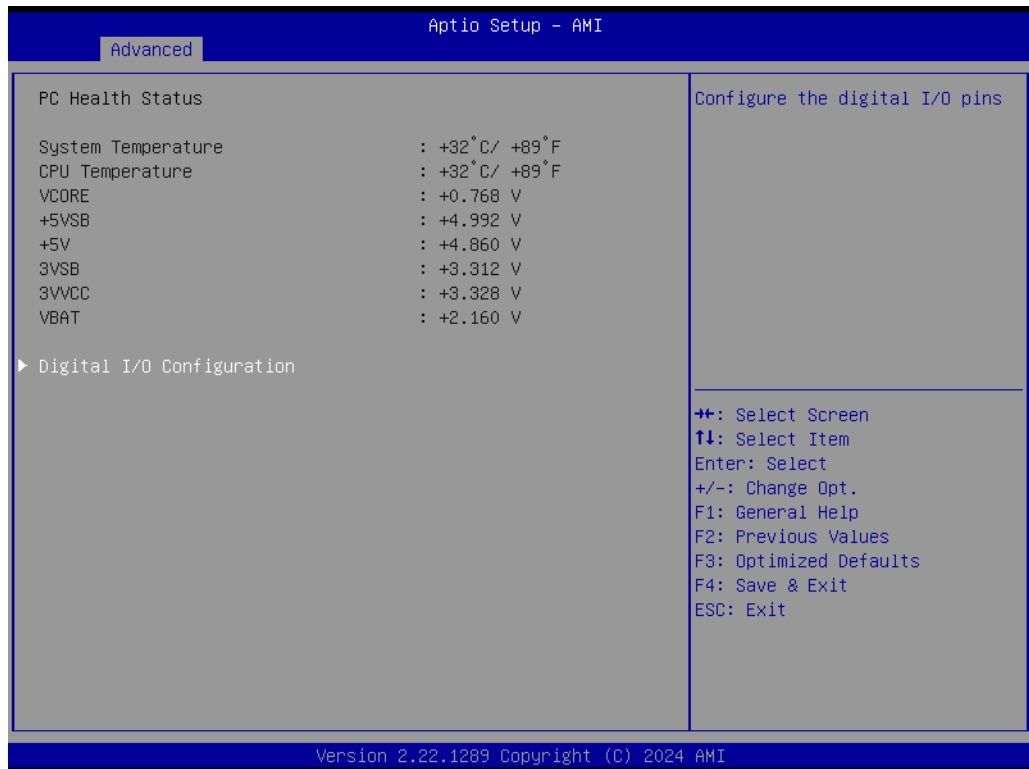 Aptio Setup – AMI
Advanced
PC Health Status
System Temperature : +32°C/ +89°F
CPU Temperature : +32°C/ +89°F
VCORE : +0.768 V
+5VSB : +4.992 V
+5V : +4.860 V
3VSB : +3.312 V
3VVCC : +3.328 V
VBAT : +2.160 V
▶ Digital I/O Configuration
Configure the digital I/O pins
→←: Select Screen
↑↓: Select Item
Enter: Select
+/-: Change Opt.
F1: General Help
F2: Previous Values
F3: Optimized Defaults
F4: Save & Exit
ESC: Exit
Version 2.22.1289 Copyright (C) 2024 AMI